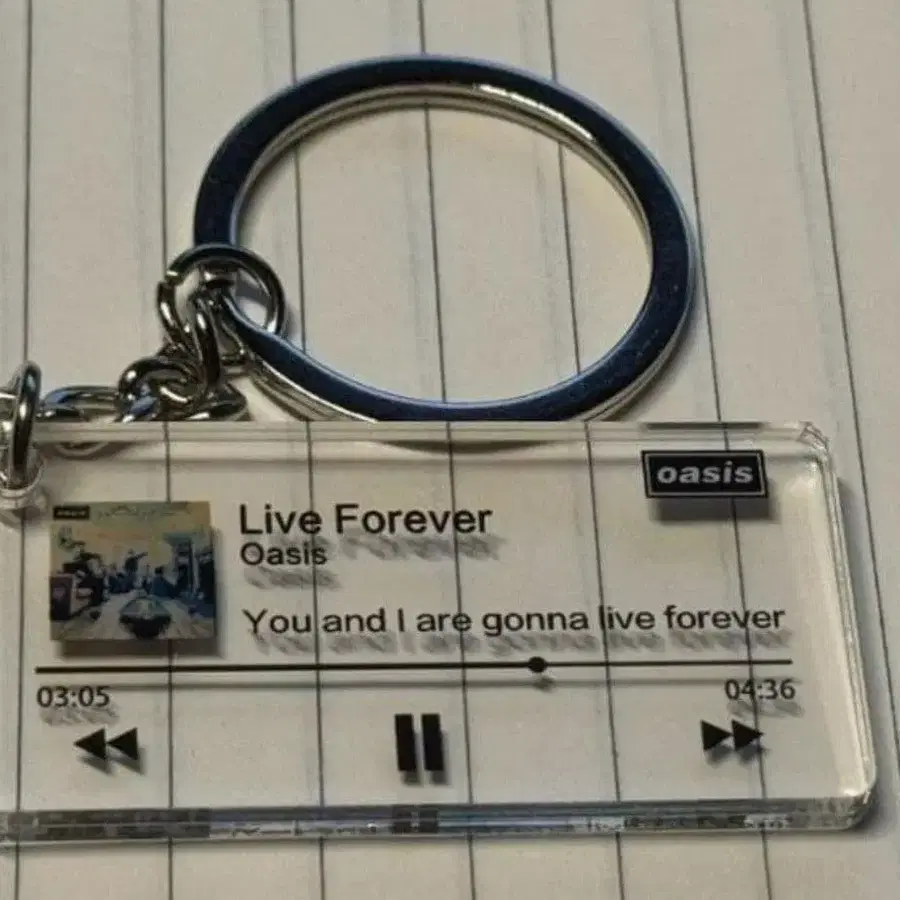 oasis
Live Forever
Oasis
You and I are gonna live forever
03:05
04:36